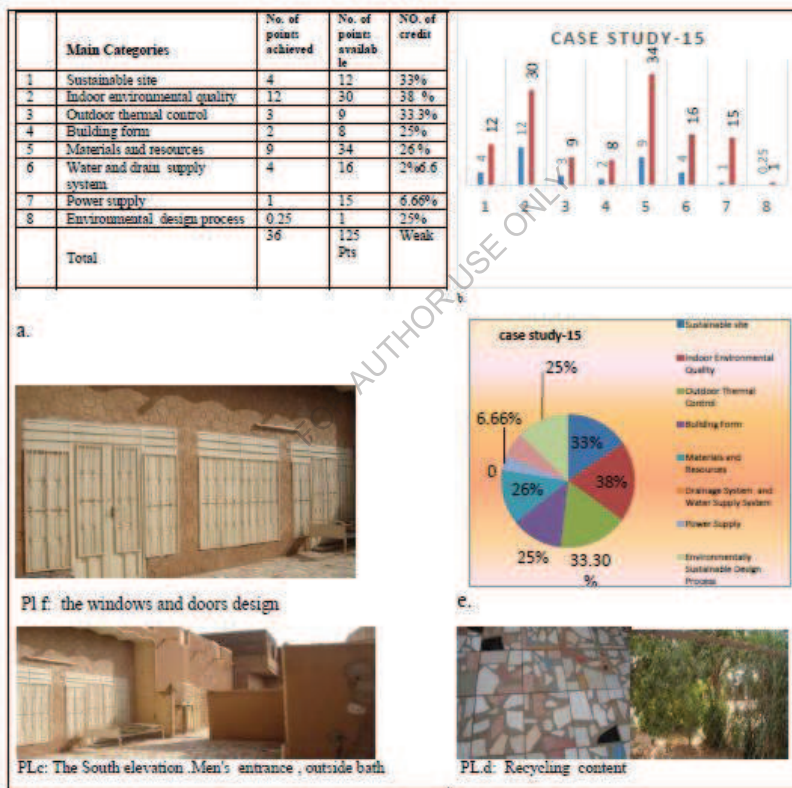 Main Categories No. of points achieved No. of points availab le NO. of credit
1 Sustainable site 4 12 33%
2 Indoor environmental quality 12 30 38 %
3 Outdoor thermal control 3 9 33.3%
4 Building form 2 8 25%
5 Materials and resources 9 34 26%
6 Water and drain supply system 4 16 2%6.6
7 Power supply 1 15 6.66%
8 Environmental design process 0.25 1 25%
Total 36 125 Pts Weak
a.
CASE STUDY-15
4 12 12 30 3 9 2 8 9 34 4 16 1 15 0.25 1
1 2 3 4 5 6 7 8
b.
AUTHOR USE ONLY
case study-15
25%
6.66%
0
33%
38%
33.30
%
25%
26%
Sustainable site
Indoor Environmental
Quality
Outdoor Thermal
Control
Building Form
Materials and
Resources
Drainage System and
Water Supply System
Power Supply
Environmentally
Sustainable Design
Process
Pl f: the windows and doors design
e.
PLc: The South elevation .Men's entrance , outside bath
PL.d: Recycling content